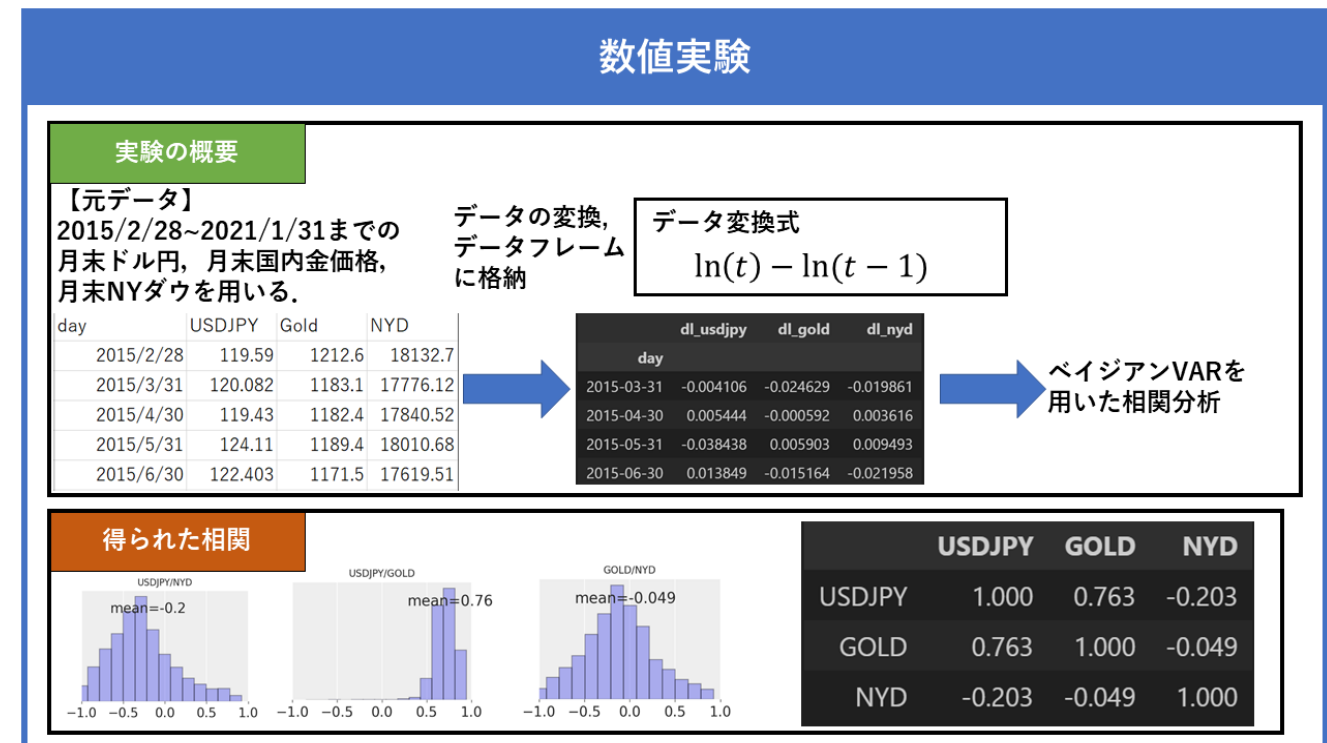 数値実験
実験の概要
【元データ】
2015/2/28~2021/1/31までの
月末ドル円，月末国内金価格，
月末NYダウを用いる．
データの変換，
データフレーム
に格納
データ変換式
ln(t) − ln(t − 1)
day USDJPY Gold NYD
2015/2/28 119.59 1212.6 18132.7
2015/3/31 120.082 1183.1 17776.12
2015/4/30 119.43 1182.4 17840.52
2015/5/31 124.11 1189.4 18010.68
2015/6/30 122.403 1171.5 17619.51
dl_usdjpy dl_gold dl_nyd
day
2015-03-31 -0.004106 -0.024629 -0.019861
2015-04-30 0.005444 -0.000592 0.003616
2015-05-31 -0.038438 0.005903 0.009493
2015-06-30 0.013849 -0.015164 -0.021958
ベイジアンVARを
用いた相関分析
得られた相関
USDJPY/NYD
mean=-0.2
−1.0 −0.5 0.0 0.5 1.0
USDJPY/GOLD
mean=0.76
−1.0 −0.5 0.0 0.5 1.0
GOLD/NYD
mean=-0.049
−1.0 −0.5 0.0 0.5 1.0
USDJPY GOLD NYD
USDJPY 1.000 0.763 -0.203
GOLD 0.763 1.000 -0.049
NYD -0.203 -0.049 1.000